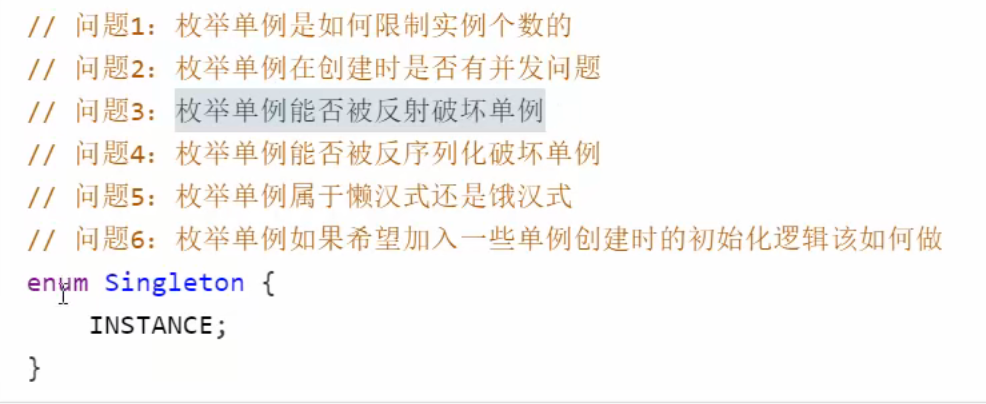 // 问题1：枚举单例是如何限制实例个数的
// 问题2：枚举单例在创建时是否有并发问题
// 问题3：枚举单例能否被反射破坏单例
// 问题4：枚举单例能否被反序列化破坏单例
// 问题5：枚举单例属于懒汉式还是饿汉式
// 问题6：枚举单例如果希望加入一些单例创建时的初始化逻辑该如何做
enum Singleton {
    INSTANCE;
}